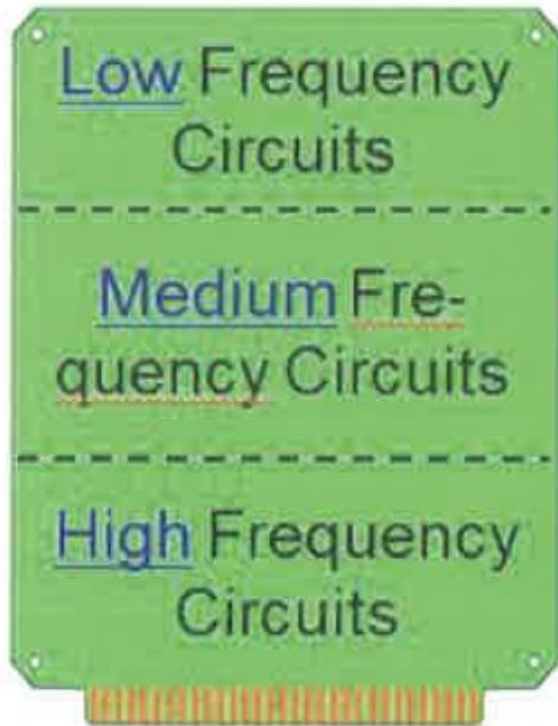 Low Frequency
Circuits
Medium Fre-
quency Circuits
High Frequency
Circuits